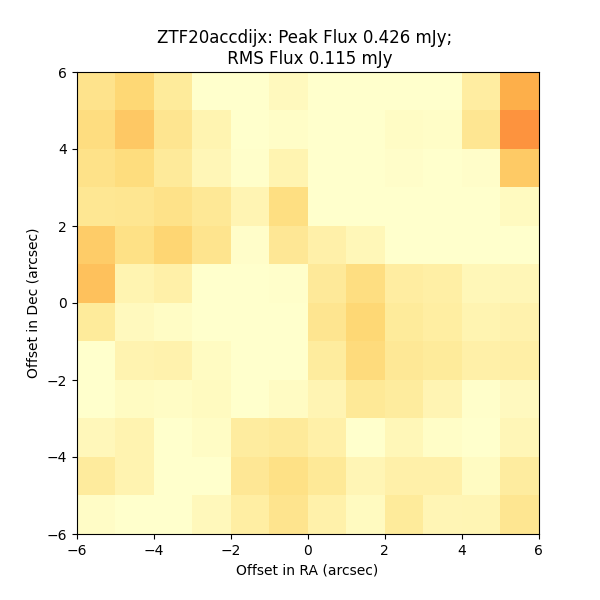 ZTF20accdijx: Peak Flux 0.426 mJy;
RMS Flux 0.115 mJy
6
4
2
0
−2
−4
−6
Offset in Dec (arcsec)
−6 −4 −2 0 2 4 6
Offset in RA (arcsec)